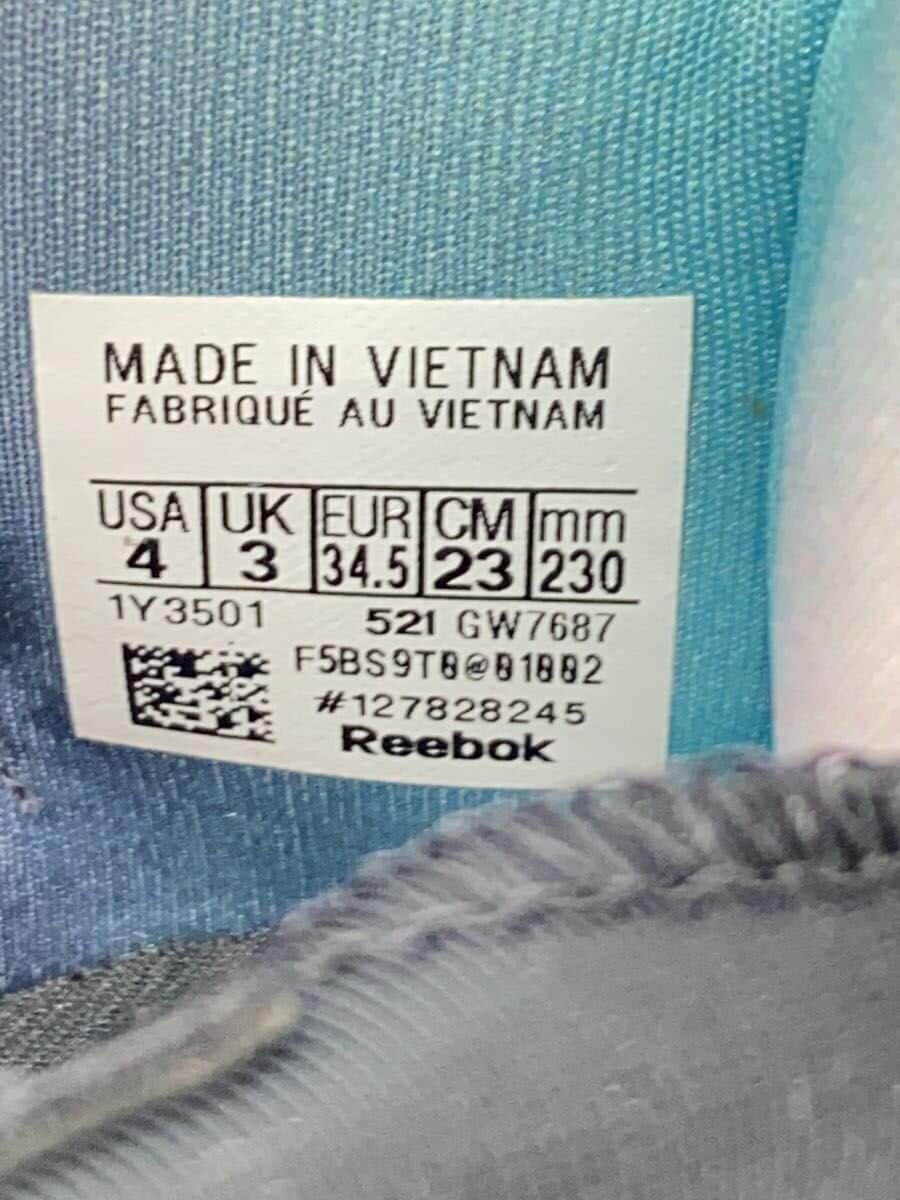 MADE IN VIETNAM
FABRIQUÉ AU VIETNAM
USA UK EUR CM mm
4 3 34.5 23 230
1Y3501 521 GW7687
F5BS9T0@01002
#127828245
Reebok